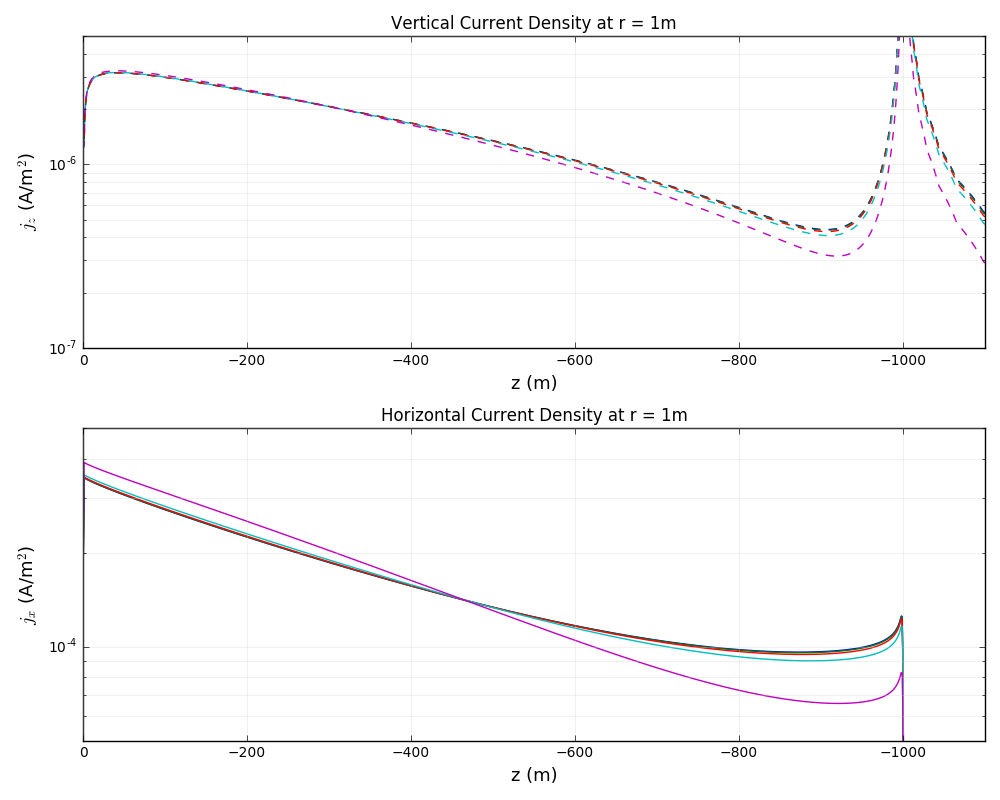 Vertical Current Density at r = 1m
j_z (A/m²)
10⁻⁶
10⁻⁷
0 −200 −400 −600 −800 −1000
z (m)
Horizontal Current Density at r = 1m
j_x (A/m²)
10⁻⁴
0 −200 −400 −600 −800 −1000
z (m)